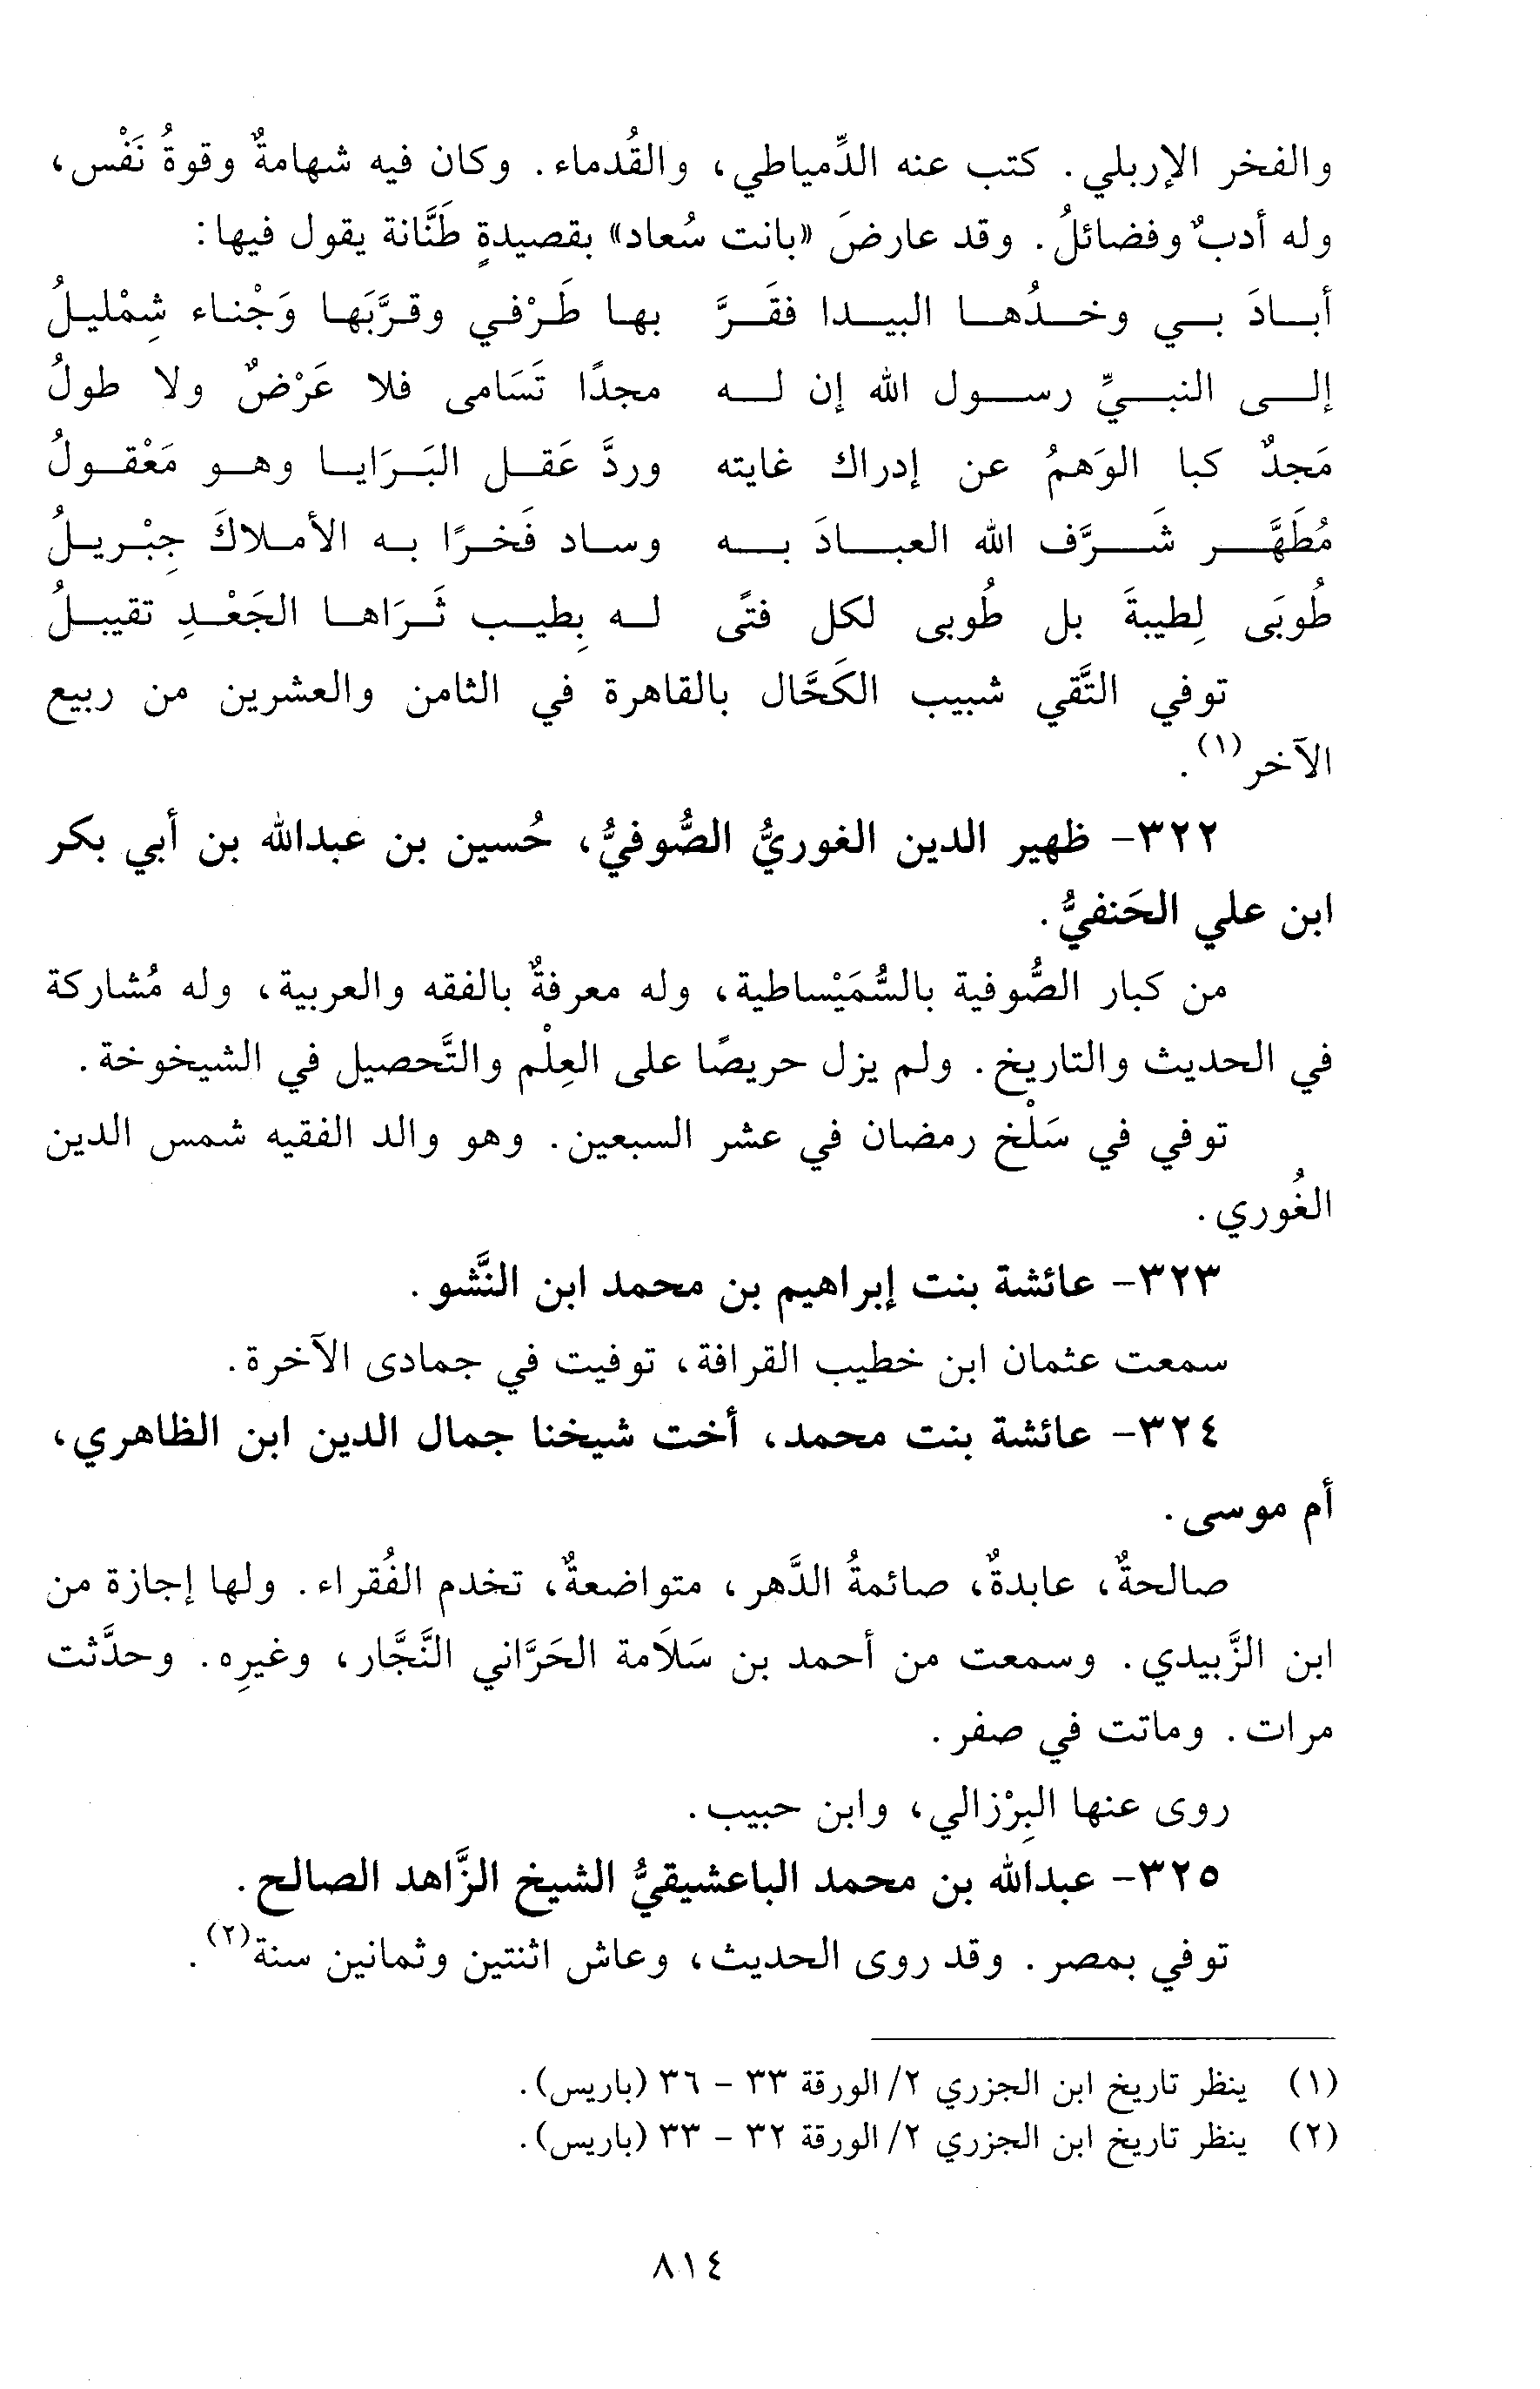 والفخر الإربلي. كتب عنه الدِّمياطي، والقُدماء. وكان فيه شهامةٌ وقوةُ نَفْس،
وله أدبٌ وفضائلُ. وقد عارضَ «بانت سُعاد» بقصيدةٍ طَنَّانة يقول فيها:
أبادَ بي وخدُها البيدا فقَرَّ بها طَرْفي وقرَّبَها وَجْناء شِمْليلُ
إلى النبيِّ رسول الله إن له مجدًا تَسَامى فلا عَرْضٌ ولا طولُ
مَجدٌ كبا الوَهمُ عن إدراك غايته وردَّ عَقل البَرَايا وهو مَعْقولُ
مُطَهَّر شَرَّف الله العبادَ به وساد فَخرًا به الأملاكَ جِبْريلُ
طُوبَى لِطيبةَ بل طُوبى لكل فتًى له بِطيب ثَرَاها الجَعْدِ تقبيلُ
توفي التَّقي شبيب الكَحَّال بالقاهرة في الثامن والعشرين من ربيع
الآخر(١).
٣٢٢- ظهير الدين الغوريُّ الصُّوفيُّ، حُسين بن عبدالله بن أبي بكر
ابن علي الحَنفيُّ.
من كبار الصُّوفية بالسُّمَيْساطية، وله معرفةٌ بالفقه والعربية، وله مُشاركة
في الحديث والتاريخ. ولم يزل حريصًا على العِلْم والتَّحصيل في الشيخوخة.
توفي في سَلْخ رمضان في عشر السبعين. وهو والد الفقيه شمس الدين
الغُوري.
٣٢٣- عائشة بنت إبراهيم بن محمد ابن النَّشو.
سمعت عثمان ابن خطيب القرافة، توفيت في جمادى الآخرة.
٣٢٤- عائشة بنت محمد، أخت شيخنا جمال الدين ابن الظاهري،
أم موسى.
صالحةٌ، عابدةٌ، صائمةُ الدَّهر، متواضعةٌ، تخدم الفُقراء. ولها إجازة من
ابن الزَّبيدي. وسمعت من أحمد بن سَلَامة الحَرَّاني النَّجَّار، وغيرِه. وحدَّثت
مرات. وماتت في صفر.
روى عنها البِرْزالي، وابن حبيب.
٣٢٥- عبدالله بن محمد الباعشيقيُّ الشيخ الزَّاهد الصالح.
توفي بمصر. وقد روى الحديث، وعاش اثنتين وثمانين سنة(٢).
(١) ينظر تاريخ ابن الجزري ٢/ الورقة ٣٣ - ٣٦ (باريس).
(٢) ينظر تاريخ ابن الجزري ٢/ الورقة ٣٢ - ٣٣ (باريس).
٨١٤